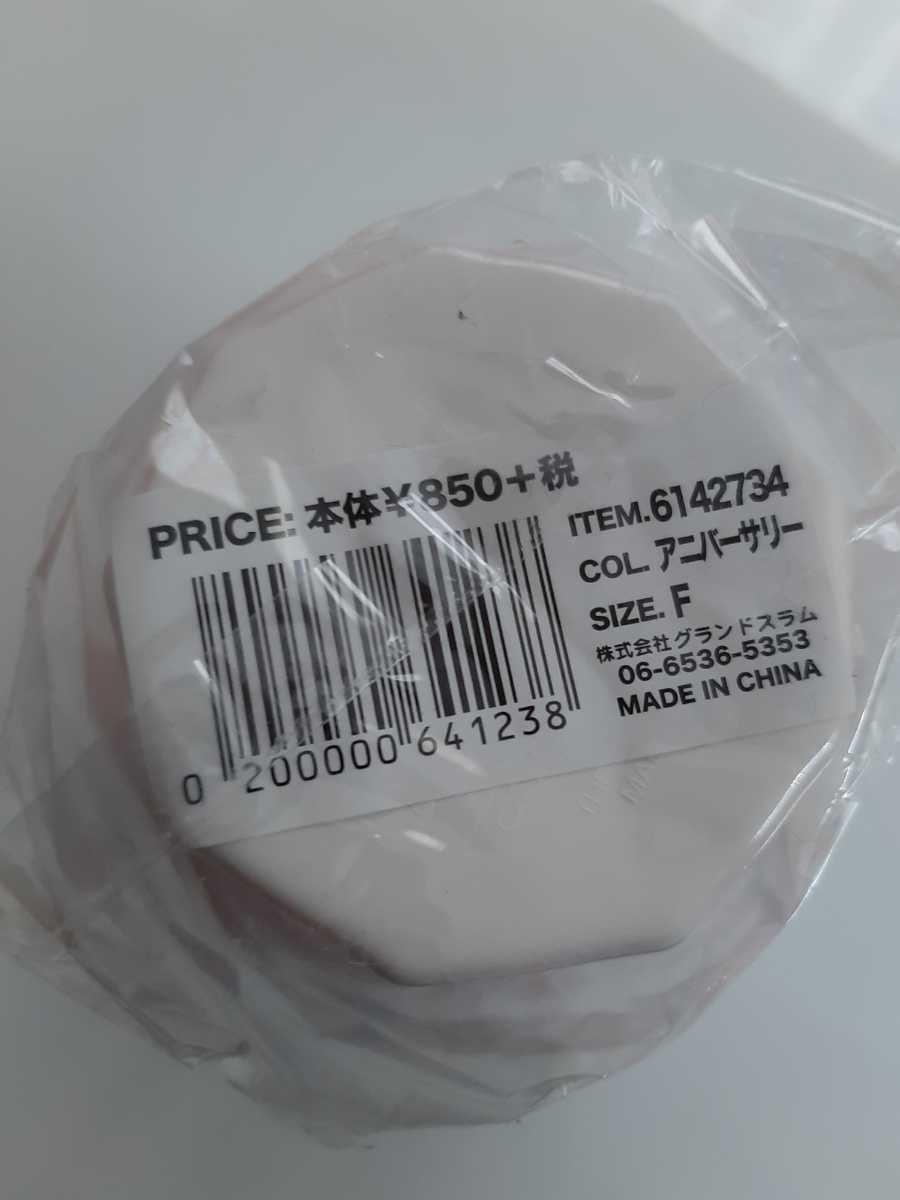 PRICE: 本体¥850+税
0 200000 641238
ITEM.6142734
COL. アニバーサリー
SIZE. F
株式会社グランドスラム
06-6536-5353
MADE IN CHINA